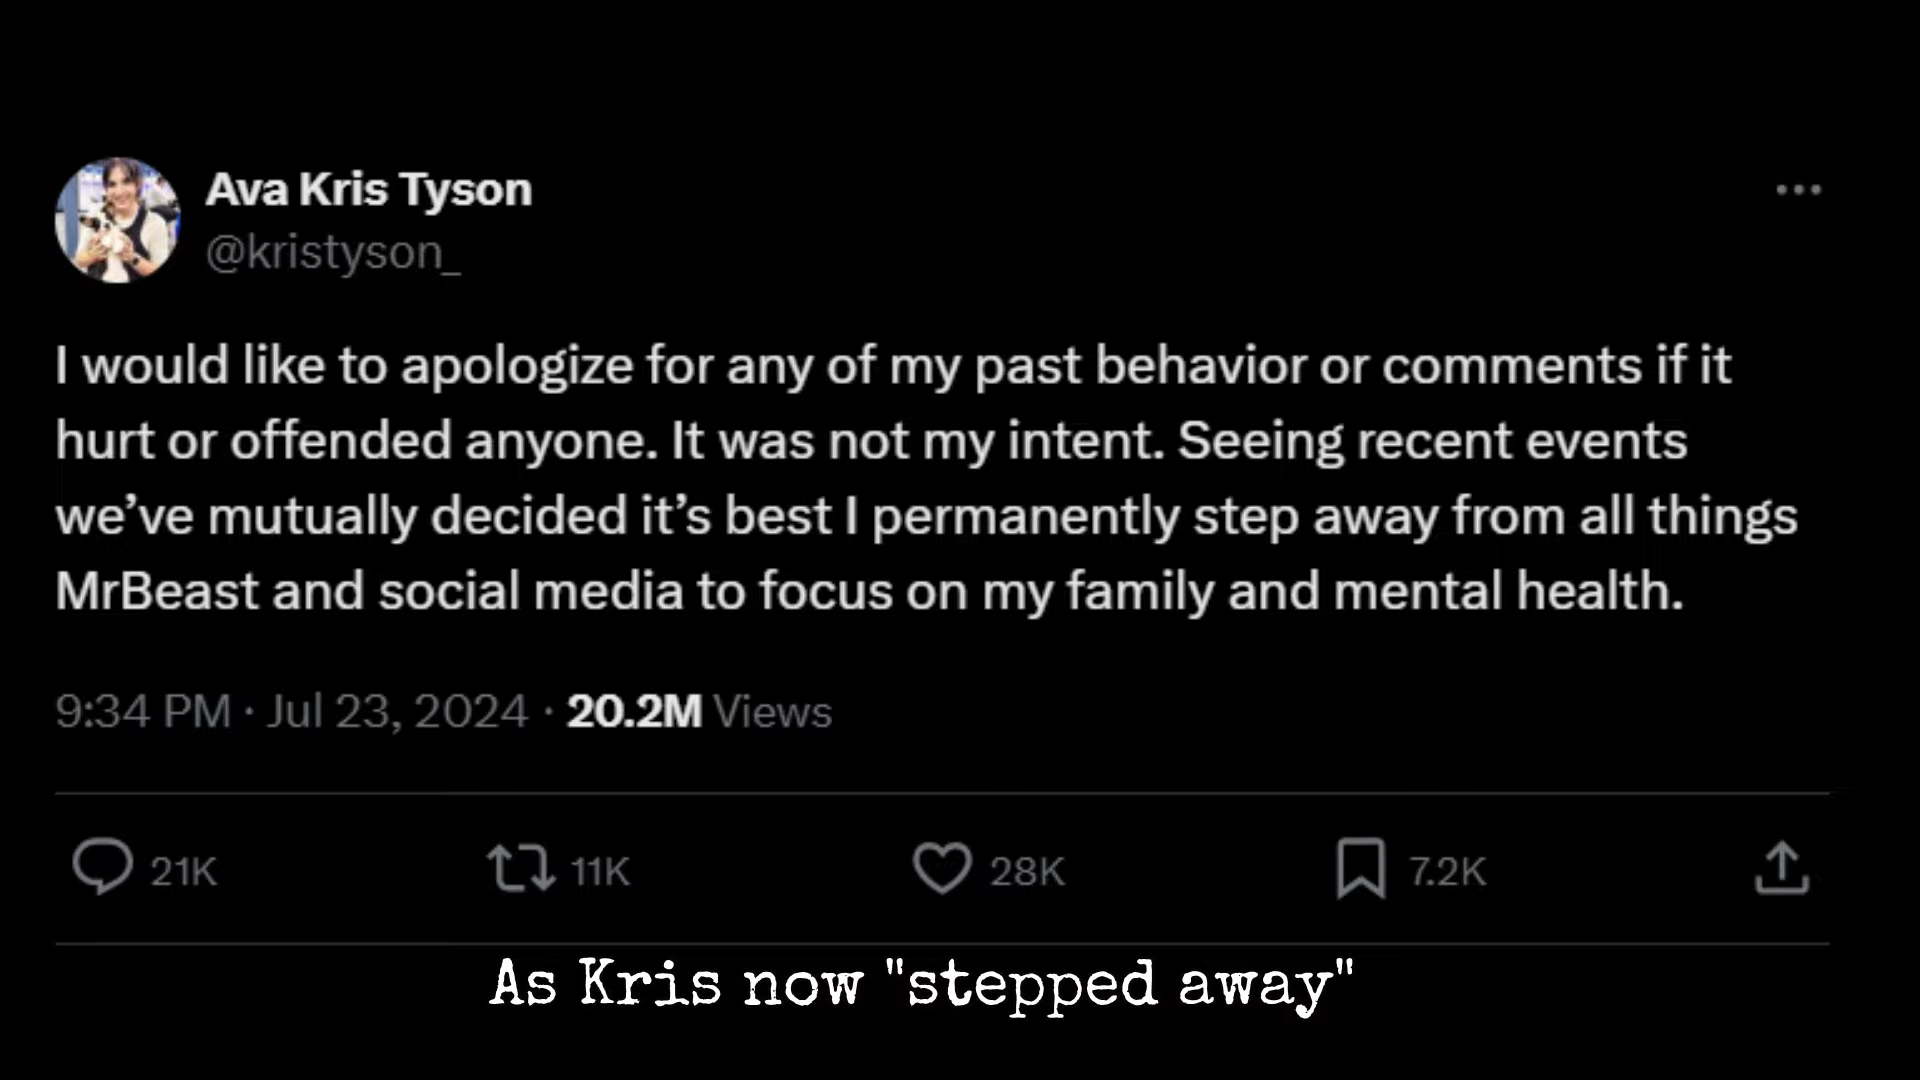 Ava Kris Tyson
@kristyson_
I would like to apologize for any of my past behavior or comments if it
hurt or offended anyone. It was not my intent. Seeing recent events
we’ve mutually decided it’s best I permanently step away from all things
MrBeast and social media to focus on my family and mental health.
9:34 PM · Jul 23, 2024 · 20.2M Views
21K 11K 28K 7.2K
As Kris now "stepped away"